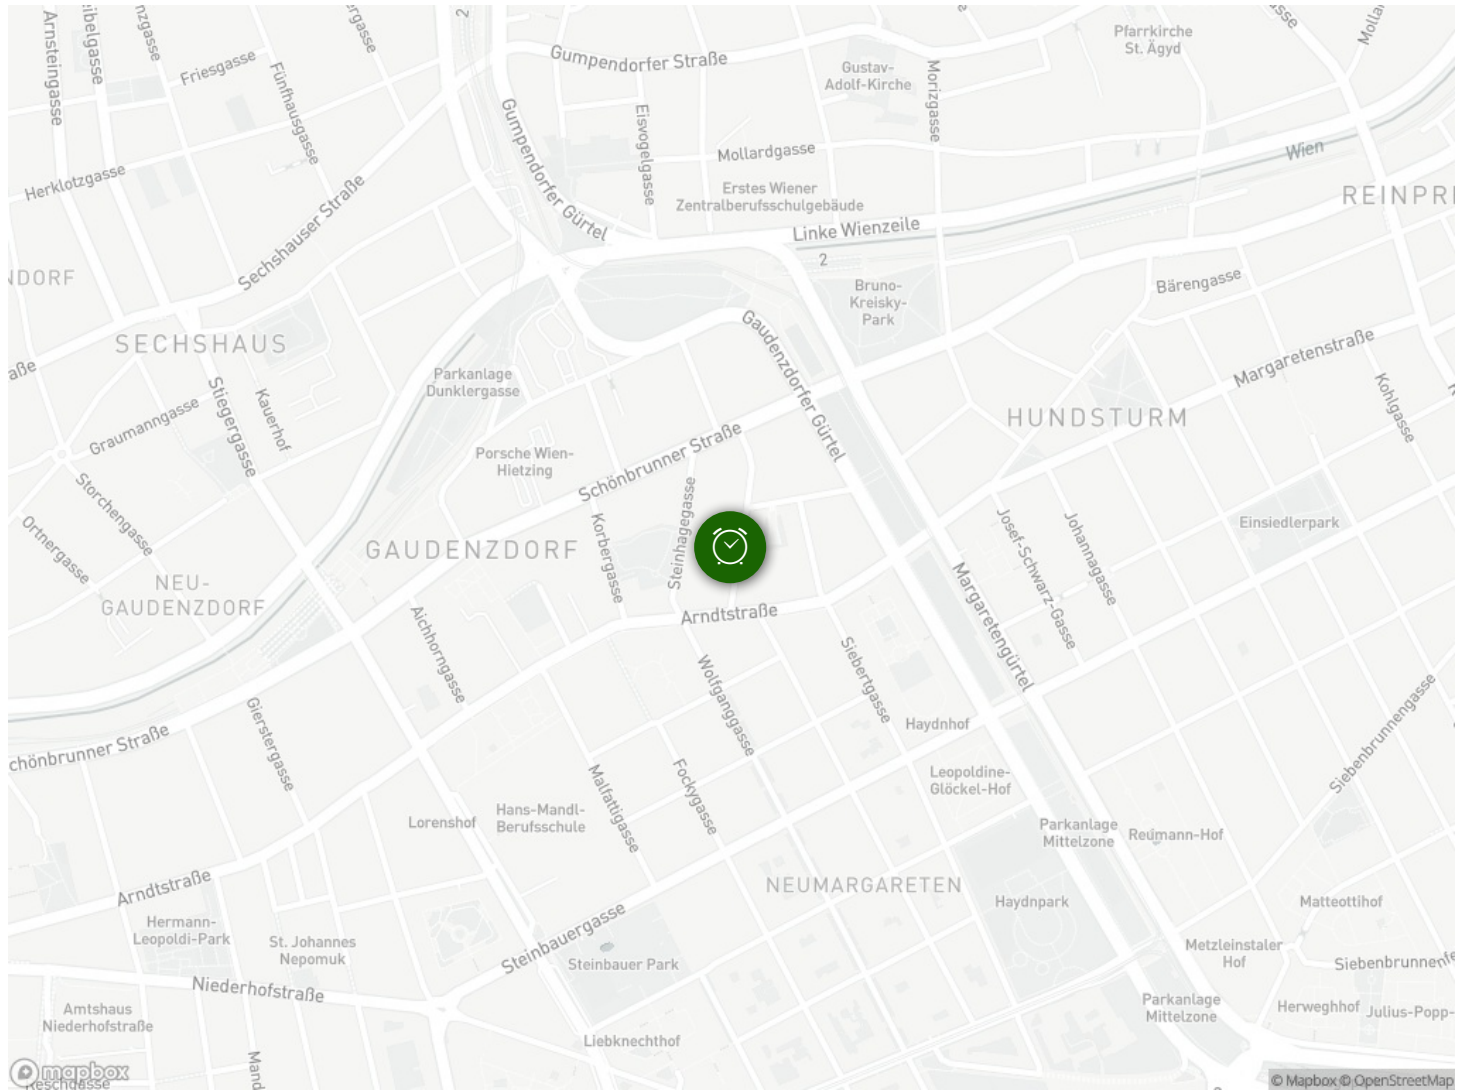 Arnsteingasse
Friesgasse
Fünfhausgasse
2
Gumpendorfer Straße
Gustav-
Adolf-Kirche
Morizgasse
Pfarrkirche
St. Ägyd
Herklotzgasse
Sechshauser Straße
Gumpendorfer Gürtel
Eisvogelgasse
Mollardgasse
Erstes Wiener
Zentralberufsschulgebäude
Linke Wienzeile
2
Wien
REINPR
NDORF
SECHSHAUS
Bruno-
Kreisky-
Park
Bärengasse
Margaretenstraße
Kohlgasse
aße
Stiegergasse
Kauerhof
Graumanngasse
Parkanlage
Dunklergasse
Gaudenzdorfer Gürtel
HUNDSTURM
Storchengasse
Ortnergasse
Porsche Wien-
Hietzing
Schönbrunner Straße
Steinhagegasse
Korbergasse
GAUDENZDORF
NEU-
GAUDENZDORF
Josef-Schwarz-Gasse
Johannagasse
Einsiedlerpark
Margaretengürtel
Arndtstraße
Aichhorngasse
Wolfganggasse
Siebertgasse
Haydnhof
Gierstergasse
chönbrunner Straße
Malfattigasse
Fockygasse
Leopoldine-
Glöckel-Hof
Siebenbrunnengasse
Lorenshof
Hans-Mandl-
Berufsschule
Parkanlage
Mittelzone
Reumann-Hof
Arndtstraße
NEUMARGARETEN
Haydnpark
Matteottihof
Hermann-
Leopoldi-Park
St. Johannes
Nepomuk
Steinbauergasse
Steinbauer Park
Metzleinstaler
Hof
Siebenbrunnenfe
Niederhofstraße
Amtshaus
Niederhofstraße
Liebknechthof
Parkanlage
Mittelzone
Herweghhof
Julius-Popp-
Mand
mapbox
© Mapbox © OpenStreetMap